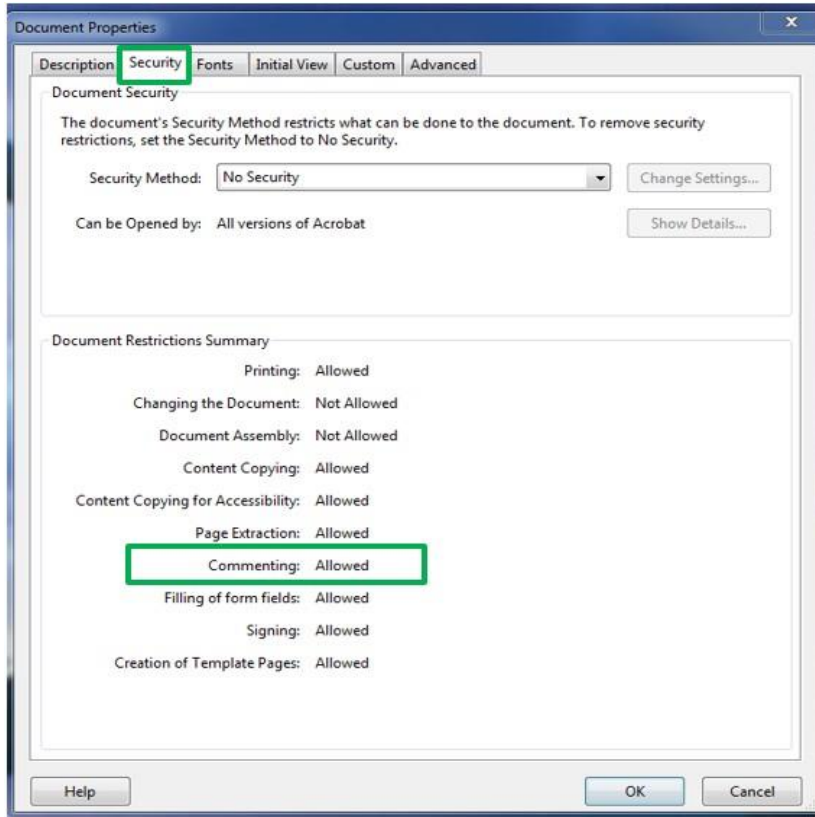 Document Properties
x
Description Security Fonts Initial View Custom Advanced
Document Security
The document's Security Method restricts what can be done to the document. To remove security
restrictions, set the Security Method to No Security.
Security Method: No Security Change Settings...
Can be Opened by: All versions of Acrobat Show Details...
Document Restrictions Summary
Printing: Allowed
Changing the Document: Not Allowed
Document Assembly: Not Allowed
Content Copying: Allowed
Content Copying for Accessibility: Allowed
Page Extraction: Allowed
Commenting: Allowed
Filling of form fields: Allowed
Signing: Allowed
Creation of Template Pages: Allowed
Help OK Cancel